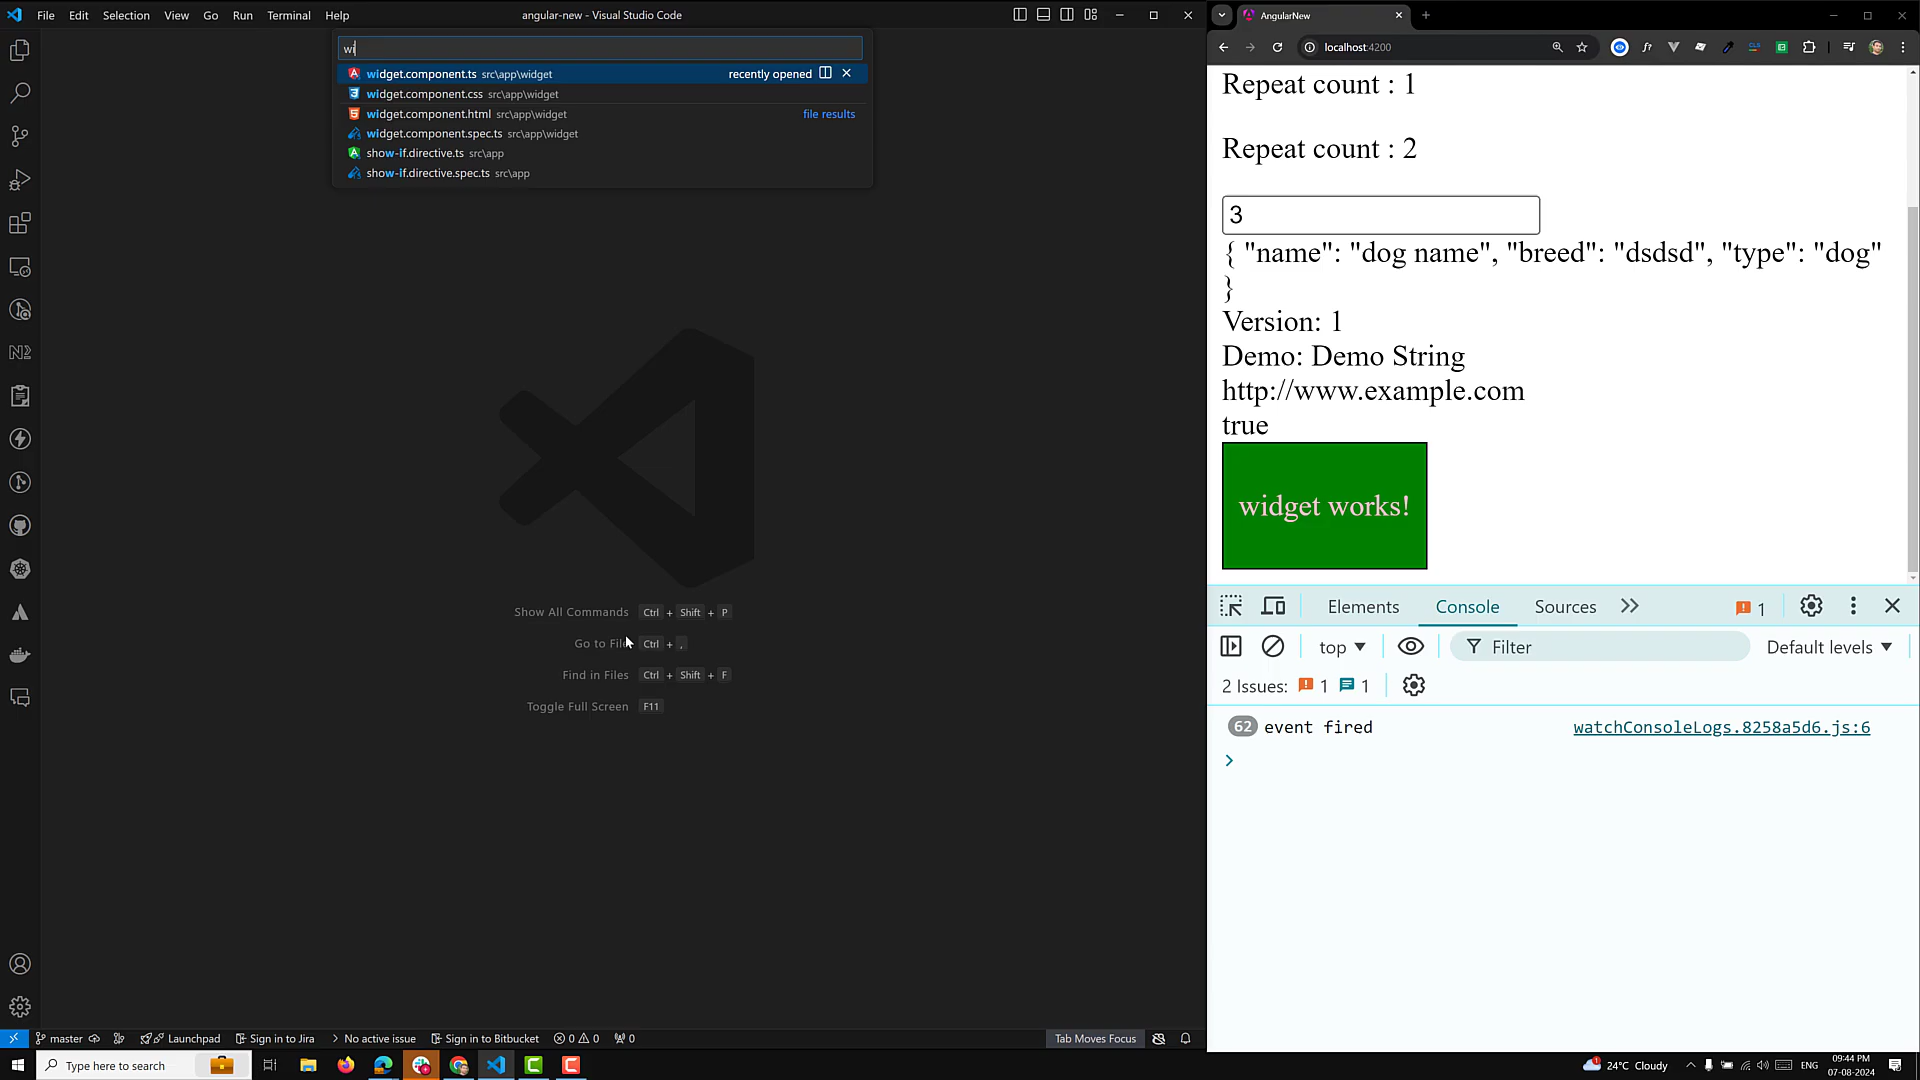 File Edit Selection View Go Run Terminal Help
angular-new - Visual Studio Code
wi
widget.component.ts src\app\widget recently opened
widget.component.css src\app\widget
widget.component.html src\app\widget file results
widget.component.spec.ts src\app\widget
show-if.directive.ts src\app
show-if.directive.spec.ts src\app
Show All Commands Ctrl + Shift + P
Go to File Ctrl + ,
Find in Files Ctrl + Shift + F
Toggle Full Screen F11
master Launchpad Sign in to Jira No active issue Sign in to Bitbucket 0 0 0 Tab Moves Focus
AngularNew
localhost:4200
Repeat count : 1
Repeat count : 2
3
{ "name": "dog name", "breed": "dsdsd", "type": "dog"
}
Version: 1
Demo: Demo String
http://www.example.com
true
widget works!
Elements Console Sources 1
top Filter Default levels
2 Issues: 1 1
62 event fired watchConsoleLogs.8258a5d6.js:6
Type here to search
24°C Cloudy ENG
09:44 PM
07-08-2024